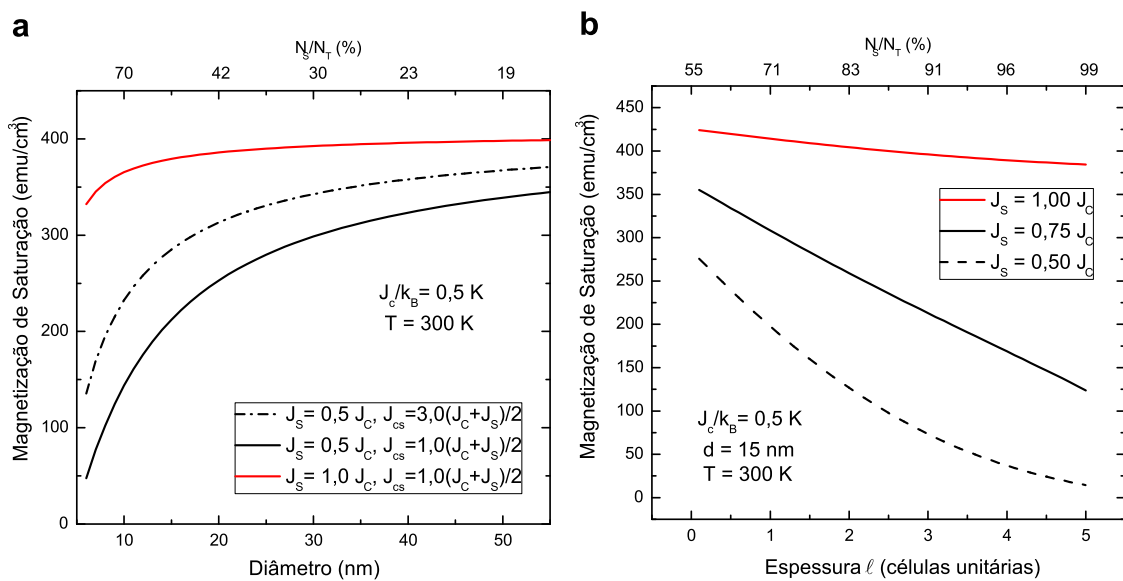 a
N_S/N_T (%)
70 42 30 23 19
Magnetização de Saturação (emu/cm³)
400
300
300
100
0
J_c/k_B= 0,5 K
T = 300 K
J_S= 0,5 J_C, J_cs=3,0(J_C+J_S)/2
J_S= 0,5 J_C, J_cs=1,0(J_C+J_S)/2
J_S= 1,0 J_C, J_cs=1,0(J_C+J_S)/2
10 20 30 40 50
Diâmetro (nm)
b
N_S/N_T (%)
55 71 83 91 96 99
Magnetização de Saturação (emu/cm³)
450
400
350
300
250
200
150
100
50
0
J_S = 1,00 J_C
J_S = 0,75 J_C
J_S = 0,50 J_C
J_c/k_B= 0,5 K
d = 15 nm
T = 300 K
0 1 2 3 4 5
Espessura ℓ (células unitárias)